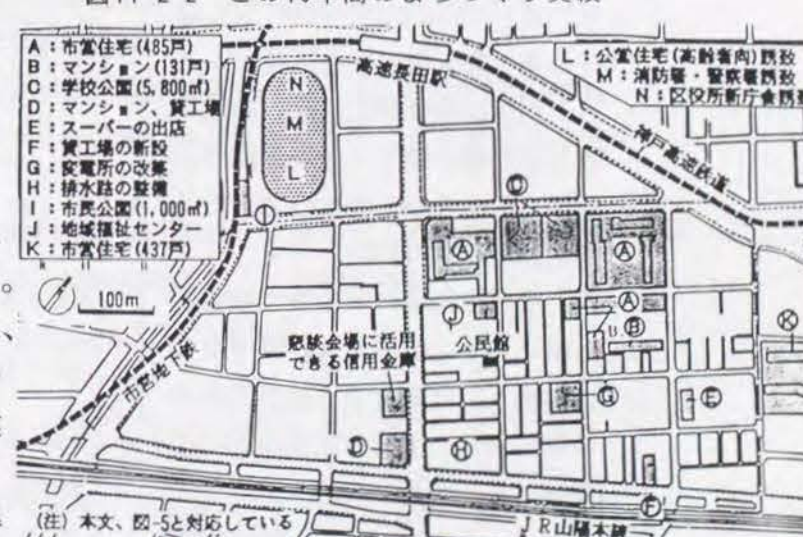 A：市営住宅(485戸)
B：マンション(131戸)
C：学校公園(5,800㎡)
D：マンション、貸工場
E：スーパーの出店
F：貸工場の新設
G：変電所の改築
H：排水路の整備
I：市民公園(1,000㎡)
J：地域福祉センター
K：市営住宅(437戸)
L：公営住宅(高齢者向)誘致
M：消防署・警察署誘致
N：区役所新庁舎誘致
高速長田駅
神戸高速鉄道
N
M
L
I
A
A
100m
J
A
B
B
K
懇談会場に活用
できる信用金庫
公民館
市営地下鉄
G
E
D
H
F
(注) 本文、図-5と対応している
JR山陽本線